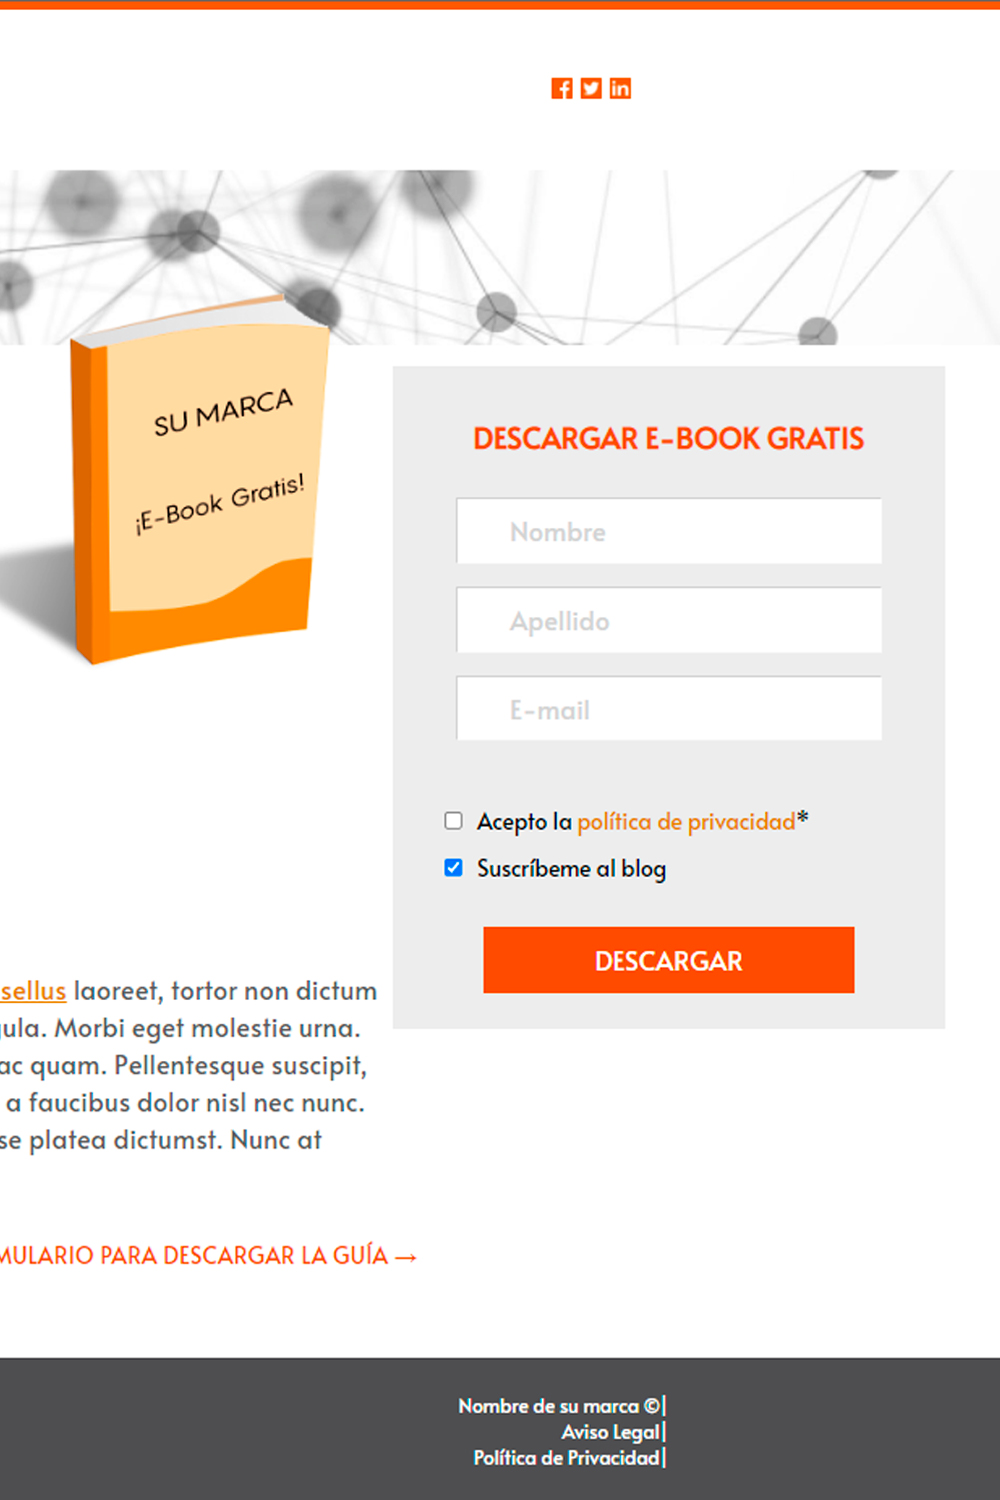 SU MARCA
¡E-Book Gratis!
DESCARGAR E-BOOK GRATIS
Nombre
Apellido
E-mail
Acepto la política de privacidad*
Suscríbeme al blog
DESCARGAR
sellus laoreet, tortor non dictum
gula. Morbi eget molestie urna.
ac quam. Pellentesque suscipit,
a faucibus dolor nisl nec nunc.
se platea dictumst. Nunc at
MULARIO PARA DESCARGAR LA GUÍA →
Nombre de su marca ©|
Aviso Legal|
Política de Privacidad|